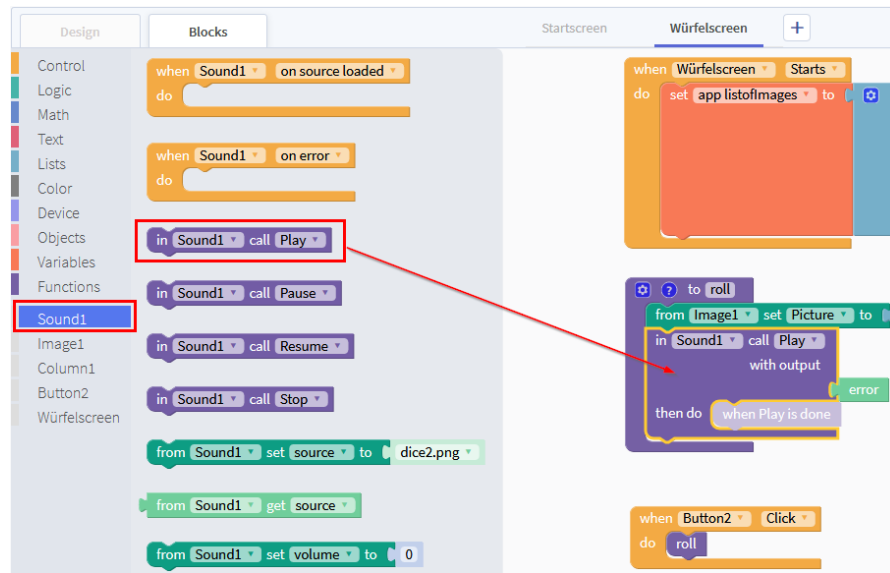 Design
Blocks
Startscreen
Würfelscreen
+
Control
Logic
Math
Text
Lists
Color
Device
Objects
Variables
Functions
Sound1
Image1
Column1
Button2
Würfelscreen
when Sound1 on source loaded
do
when Sound1 on error
do
in Sound1 call Play
in Sound1 call Pause
in Sound1 call Resume
in Sound1 call Stop
from Sound1 set source to dice2.png
from Sound1 get source
from Sound1 set volume to 0
when Würfelscreen Starts
do set app listofImages to
? to roll
from Image1 set Picture to
in Sound1 call Play
with output
error
then do when Play is done
when Button2 Click
do roll